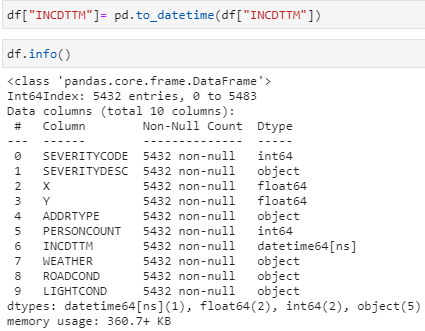 df["INCDTTM"]= pd.to_datetime(df["INCDTTM"])
df.info()
<class 'pandas.core.frame.DataFrame'>
Int64Index: 5432 entries, 0 to 5483
Data columns (total 10 columns):
 #   Column        Non-Null Count  Dtype
---  ------        --------------  -----
 0   SEVERITYCODE  5432 non-null   int64
 1   SEVERITYDESC  5432 non-null   object
 2   X             5432 non-null   float64
 3   Y             5432 non-null   float64
 4   ADDRTYPE      5432 non-null   object
 5   PERSONCOUNT   5432 non-null   int64
 6   INCDTTM       5432 non-null   datetime64[ns]
 7   WEATHER       5432 non-null   object
 8   ROADCOND      5432 non-null   object
 9   LIGHTCOND     5432 non-null   object
dtypes: datetime64[ns](1), float64(2), int64(2), object(5)
memory usage: 360.7+ KB